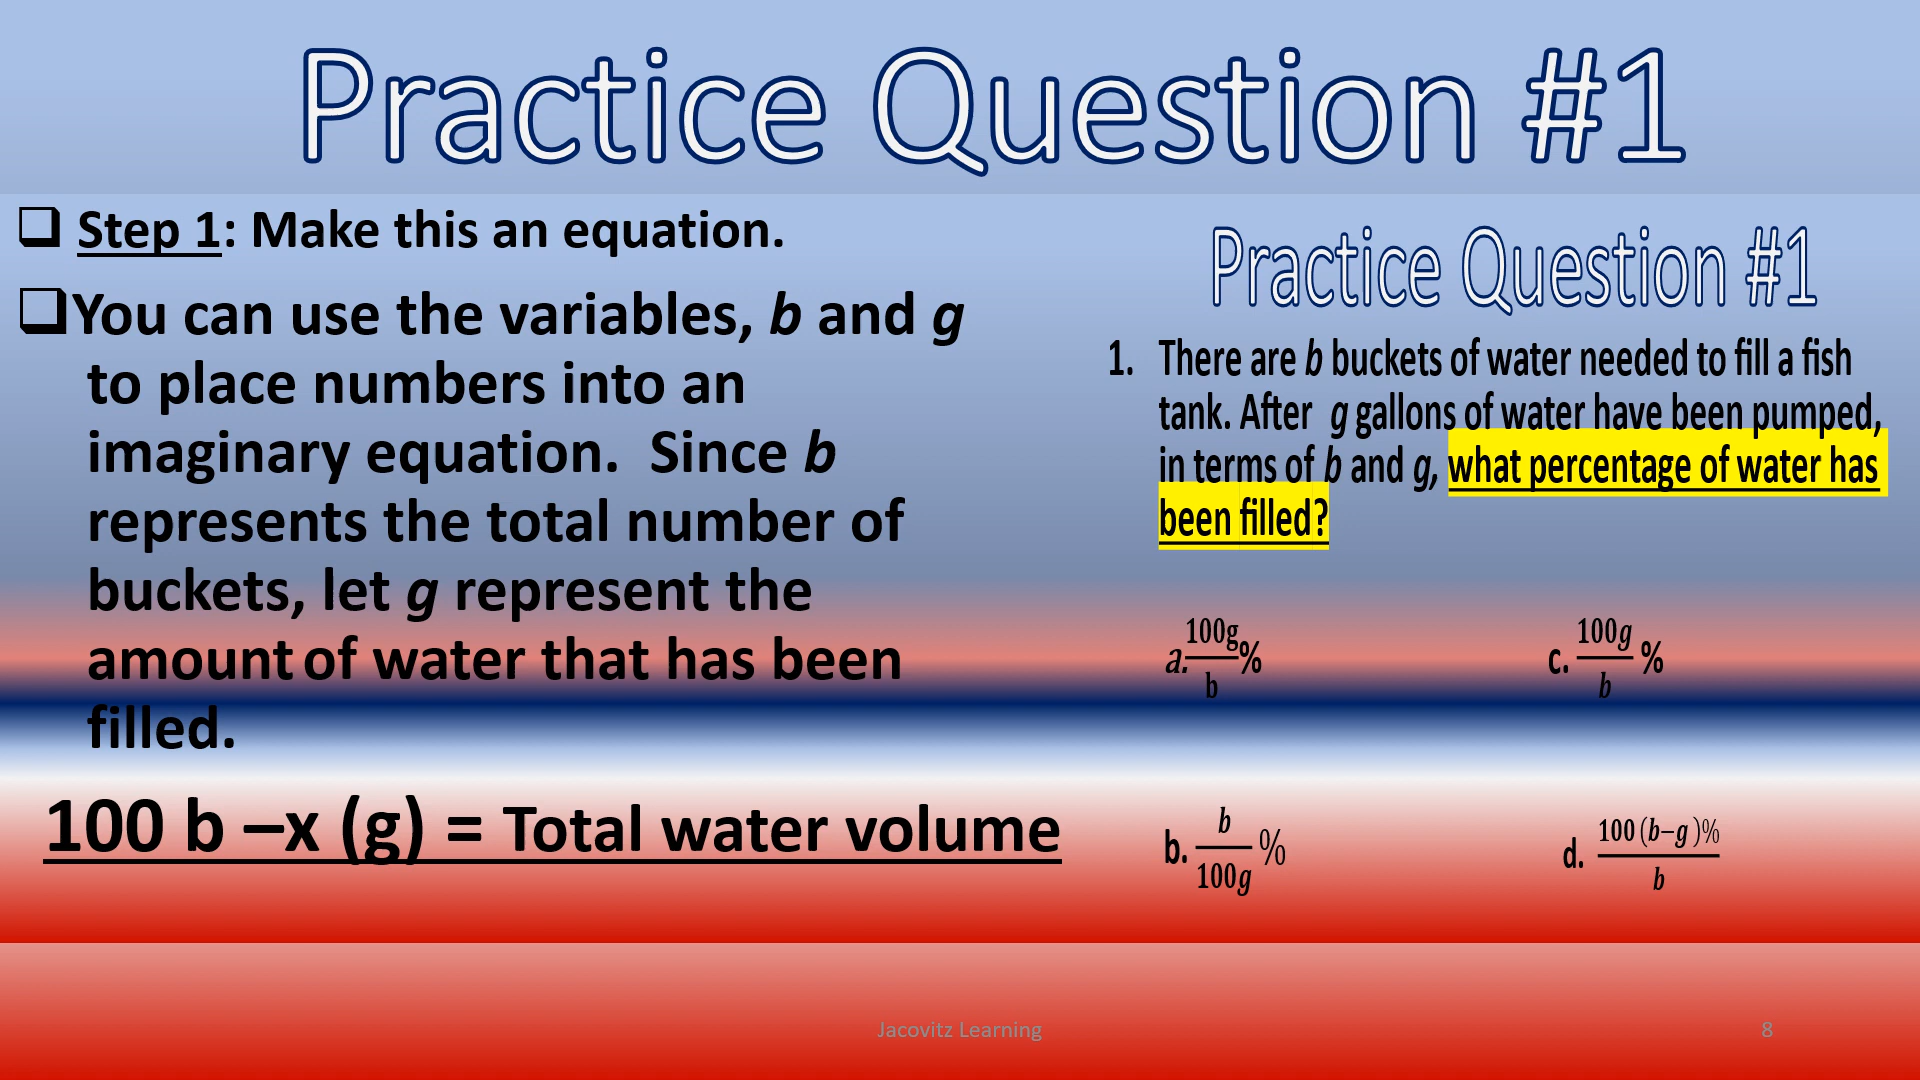 Practice Question #1
❑ Step 1: Make this an equation.
❑You can use the variables, b and g
to place numbers into an
imaginary equation.  Since b
represents the total number of
buckets, let g represent the
amount of water that has been
filled.
100 b –x (g) = Total water volume
Practice Question #1
1. There are b buckets of water needed to fill a fish
tank. After  g gallons of water have been pumped,
in terms of b and g, what percentage of water has
been filled?
a. 100g/b %
c. 100g/b %
b. b/100g %
d. 100 (b−g )%/b
Jacovitz Learning
8